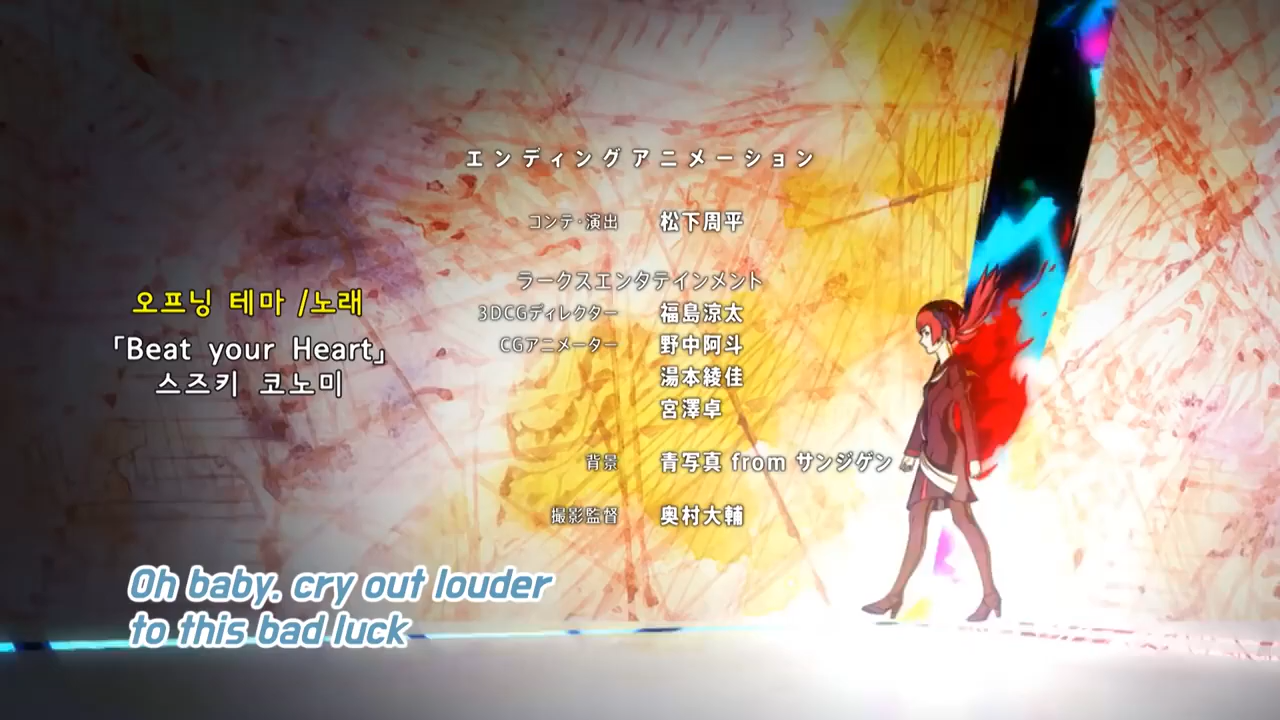 エンディングアニメーション
コンテ・演出 松下周平
ラークスエンタテインメント
3DCGディレクター 福島涼太
CGアニメーター 野中阿斗
湯本綾佳
宮澤卓
背景 青写真 from サンジゲン
撮影監督 奥村大輔
오프닝 테마 /노래
「Beat your Heart」
스즈키 코노미
Oh baby, cry out louder
to this bad luck